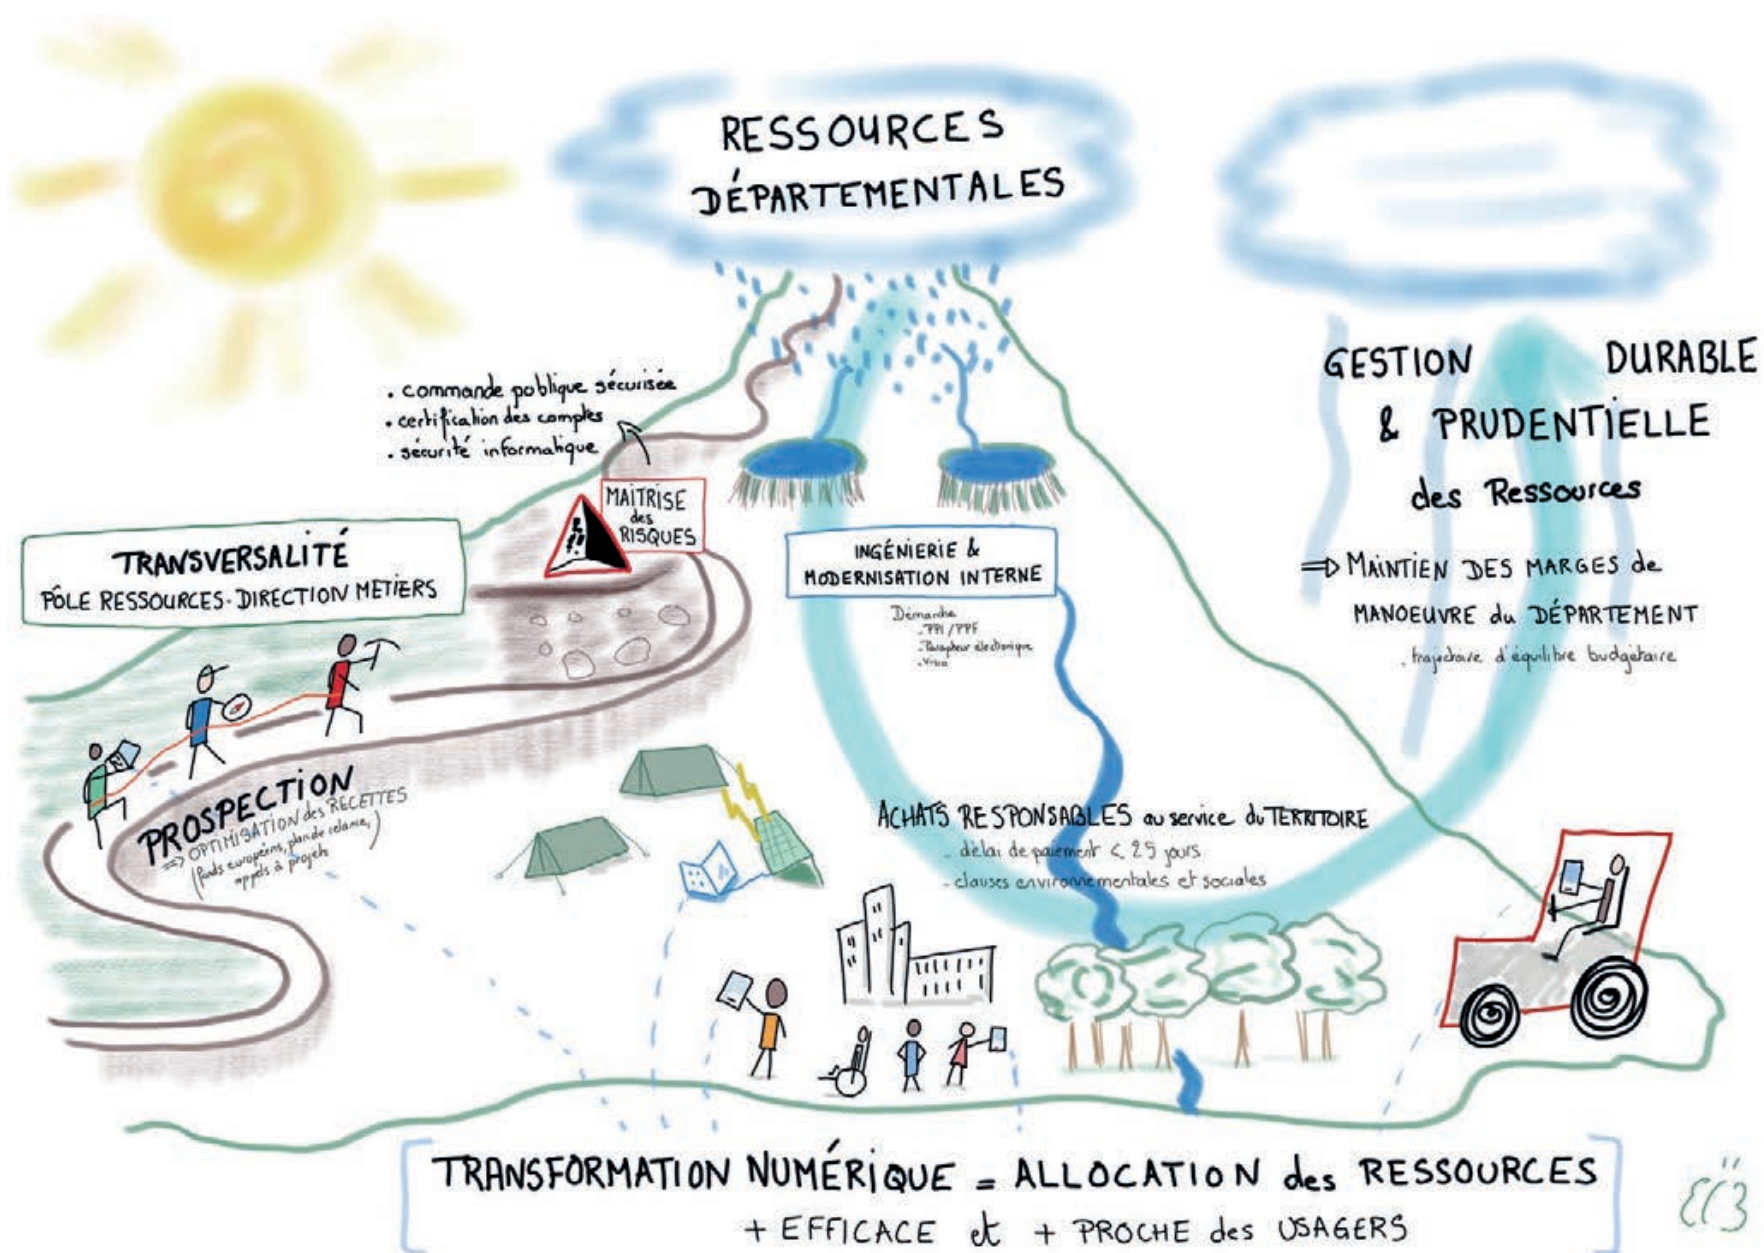 RESSOURCES
DÉPARTEMENTALES
. commande publique sécurisée
. certification des comptes
. sécurité informatique
MAITRISE
des
RISQUES
TRANSVERSALITÉ
PÔLE RESSOURCES - DIRECTION METIERS
PROSPECTION
=> OPTIMISATION des RECETTES
(fonds européens, plan de relance,
appels à projets)
INGÉNIERIE &
MODERNISATION INTERNE
Démarche
. PPI / PPF
. Parapheur électronique
. Visio
GESTION DURABLE
& PRUDENTIELLE
des Ressources
=> MAINTIEN DES MARGES de
MANOEUVRE du DÉPARTEMENT
. trajectoire d'équilibre budgétaire
ACHATS RESPONSABLES au service du TERRITOIRE
- délai de paiement < 25 jours
- clauses environnementales et sociales
TRANSFORMATION NUMÉRIQUE = ALLOCATION des RESSOURCES
+ EFFICACE et + PROCHE des USAGERS